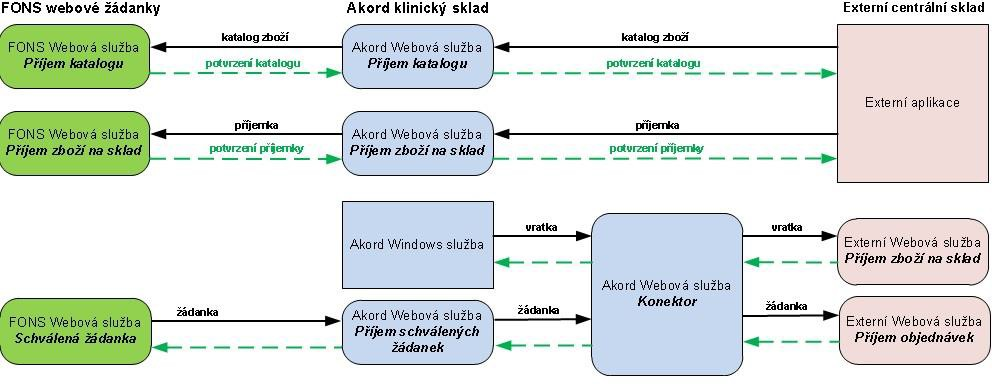 FONS webové žádanky
Akord klinický sklad
Externí centrální sklad
FONS Webová služba
Příjem katalogu
katalog zboží
potvrzení katalogu
Akord Webová služba
Příjem katalogu
katalog zboží
potvrzení katalogu
Externí aplikace
FONS Webová služba
Příjem zboží na sklad
příjemka
potvrzení příjemky
Akord Webová služba
Příjem zboží na sklad
příjemka
potvrzení příjemky
Akord Windows služba
vratka
Akord Webová služba
Konektor
vratka
Externí Webová služba
Příjem zboží na sklad
FONS Webová služba
Schválená žádanka
žádanka
Akord Webová služba
Příjem schválených
žádanek
žádanka
žádanka
Externí Webová služba
Příjem objednávek